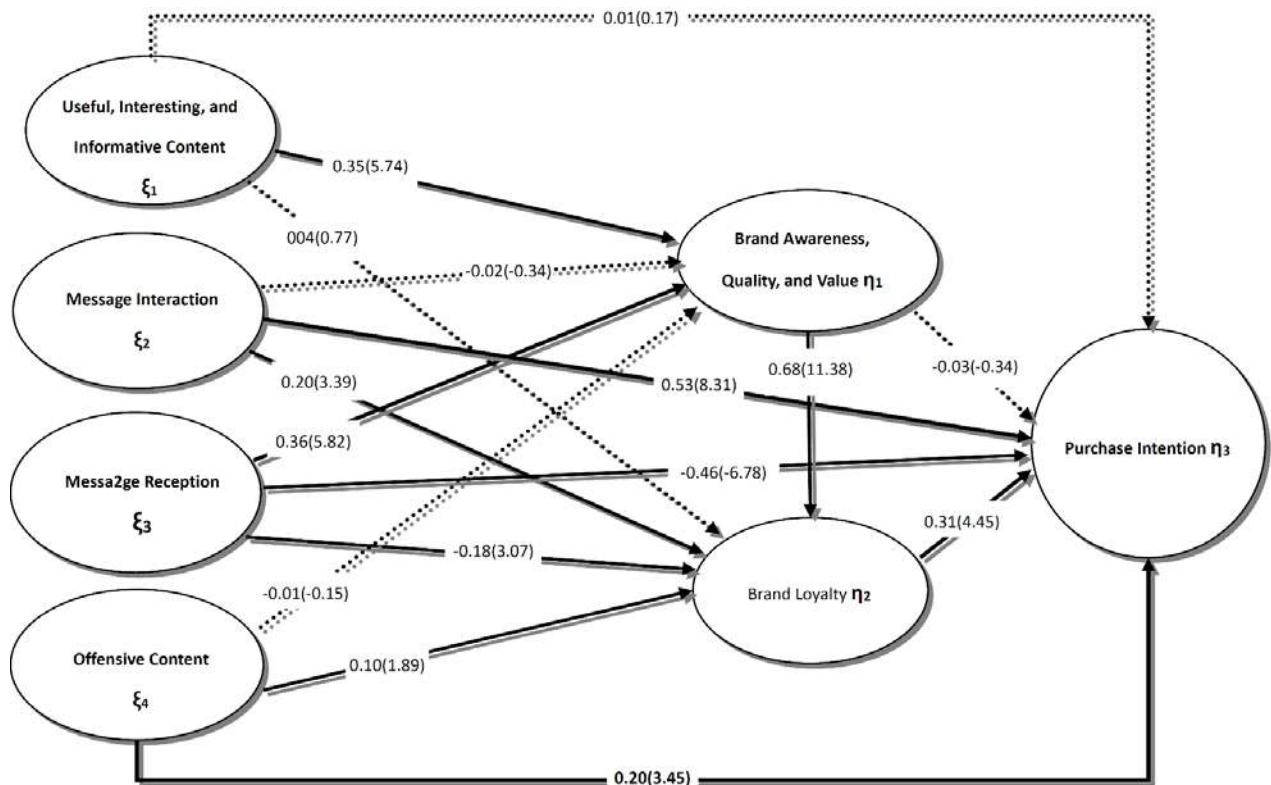 0.01(0.17)
Useful, Interesting, and
Informative Content
ξ1
0.35(5.74)
004(0.77)
Brand Awareness,
Quality, and Value η1
-0.02(-0.34)
Message Interaction
ξ2
0.20(3.39)
0.53(8.31)
0.68(11.38)
-0.03(-0.34)
0.36(5.82)
Messa2ge Reception
ξ3
-0.46(-6.78)
Purchase Intention η3
-0.18(3.07)
0.31(4.45)
-0.01(-0.15)
Brand Loyalty η2
Offensive Content
ξ4
0.10(1.89)
0.20(3.45)